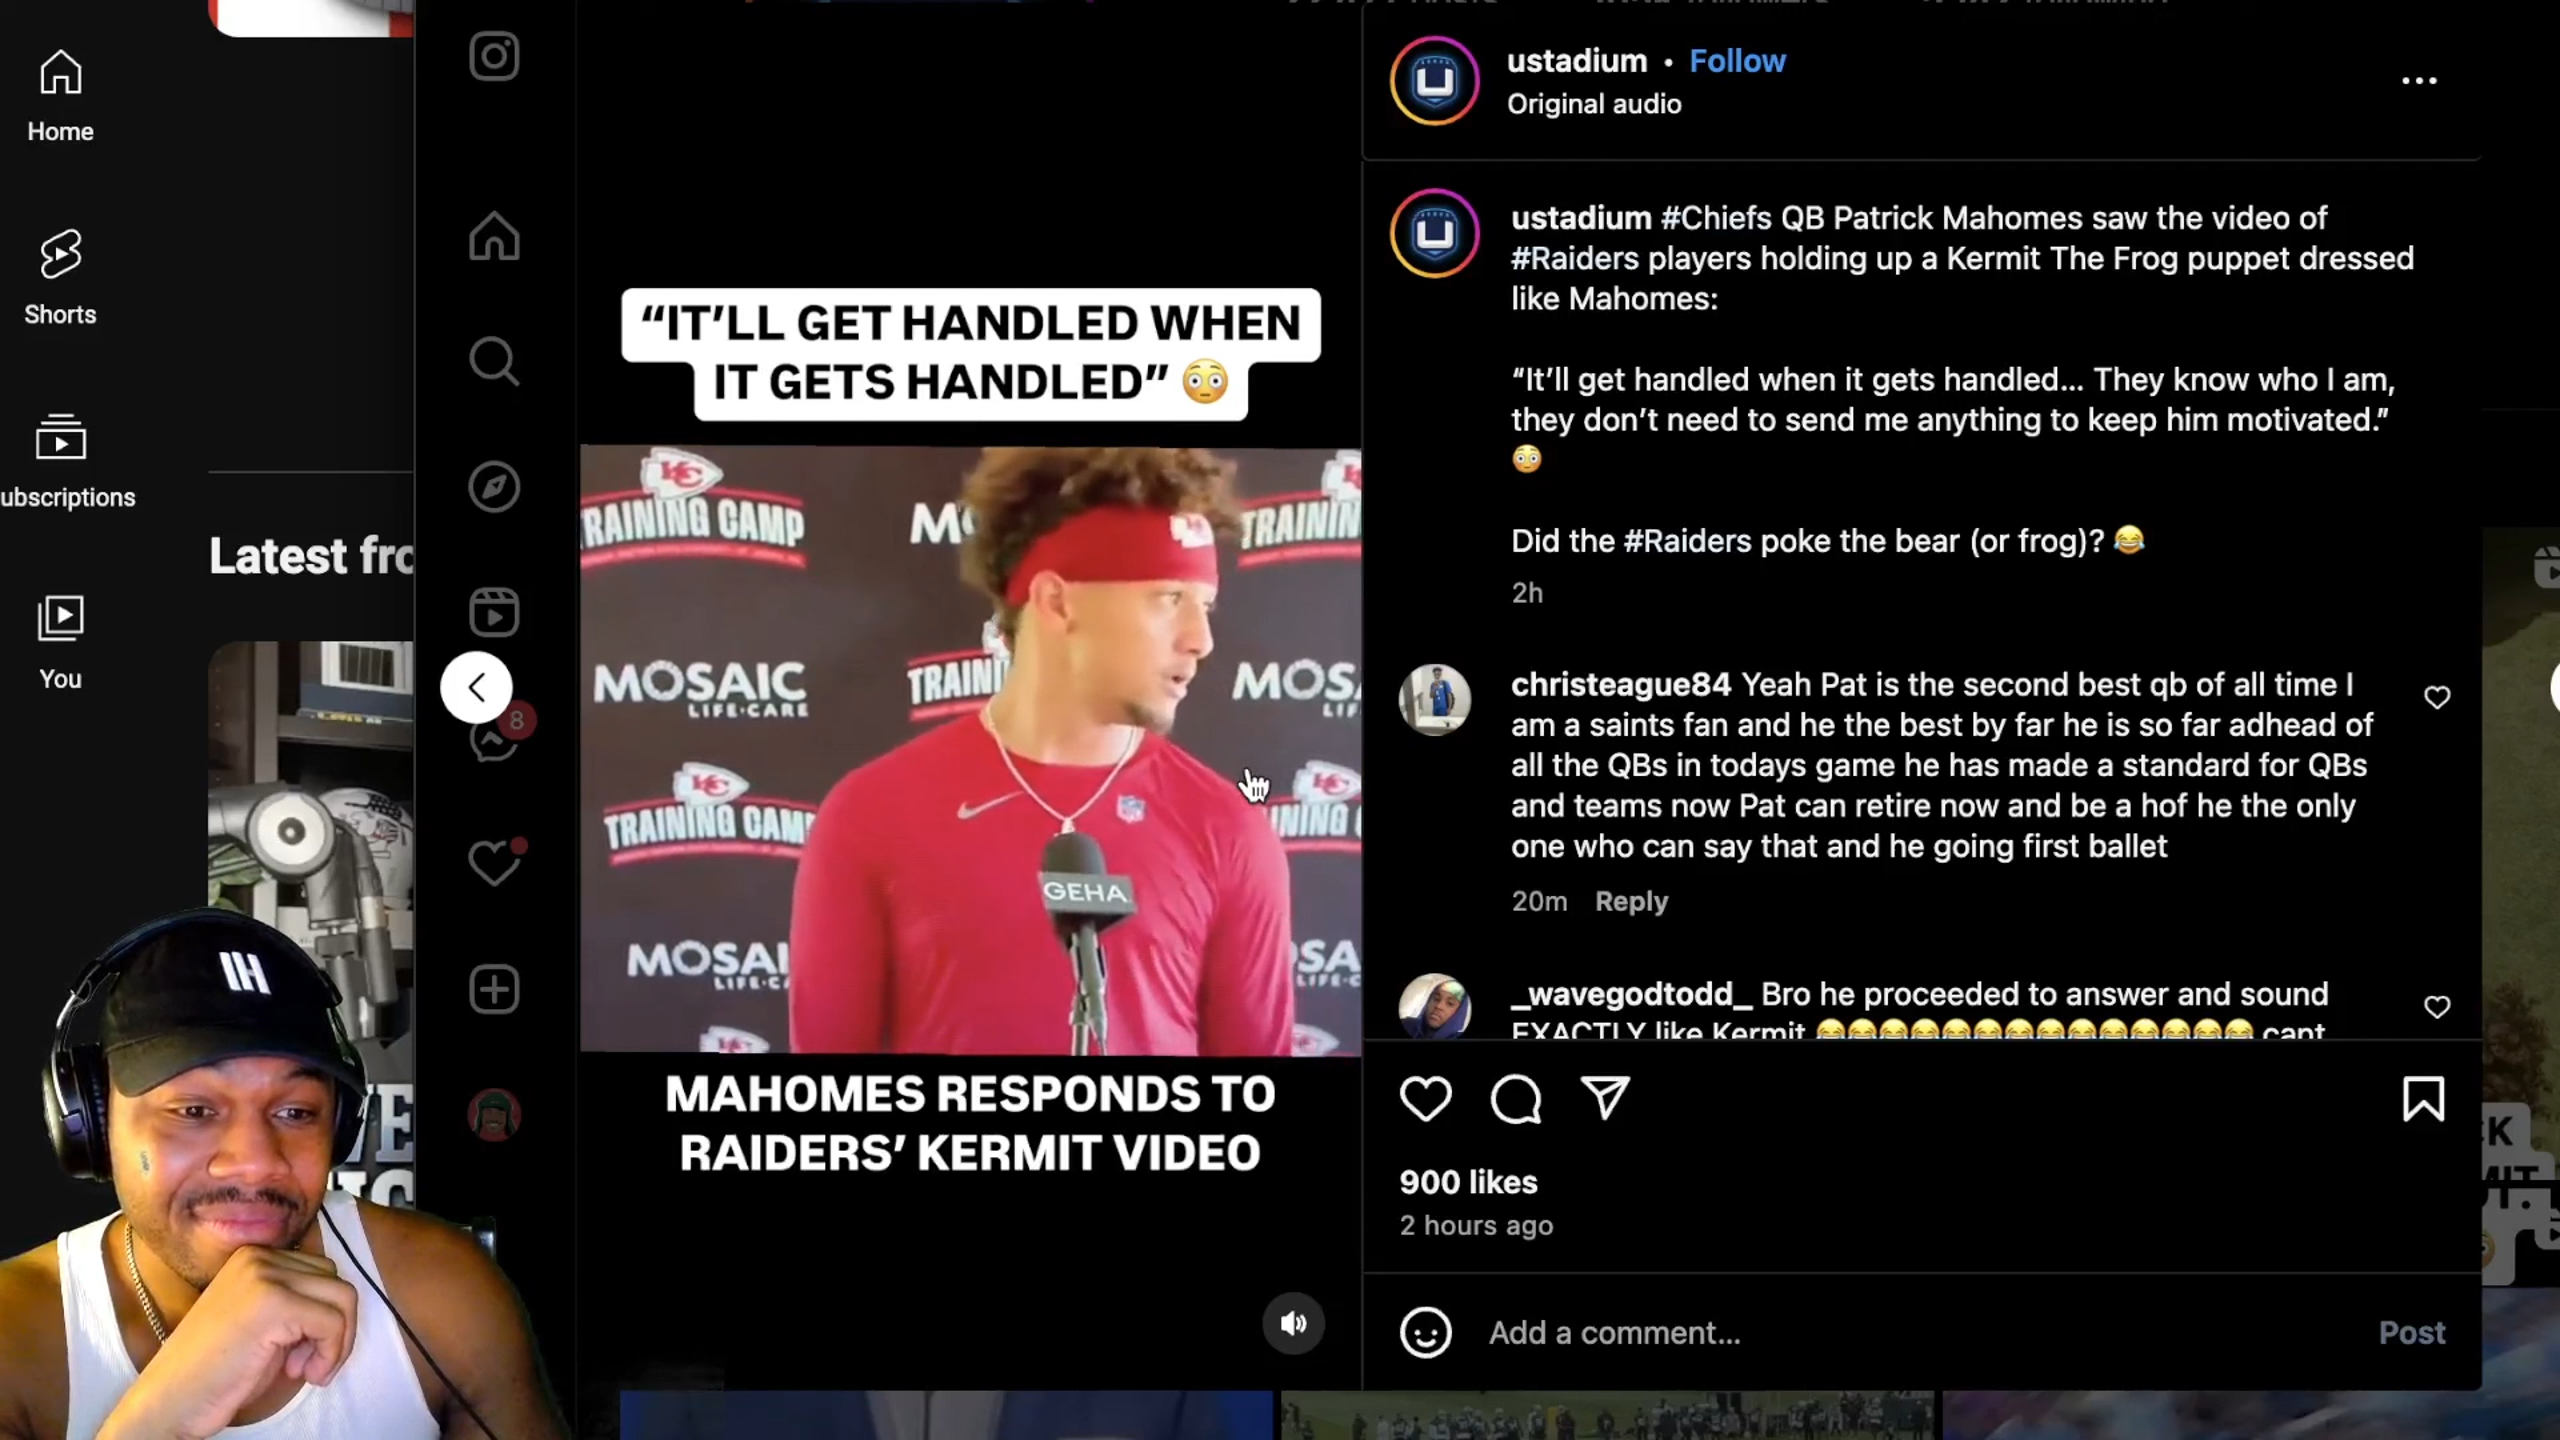 Home
Shorts
ubscriptions
You
Latest fro
8
“IT’LL GET HANDLED WHEN
IT GETS HANDLED” 😳
KC
TRAINING CAMP
MOSAIC
LIFE·CARE
TRAINING CAMP
MOSAI
LIFE·C
GEHA
MAHOMES RESPONDS TO
RAIDERS’ KERMIT VIDEO
ustadium • Follow
Original audio
ustadium #Chiefs QB Patrick Mahomes saw the video of
#Raiders players holding up a Kermit The Frog puppet dressed
like Mahomes:
“It’ll get handled when it gets handled... They know who I am,
they don’t need to send me anything to keep him motivated.”
😳
Did the #Raiders poke the bear (or frog)? 😂
2h
christeague84 Yeah Pat is the second best qb of all time I
am a saints fan and he the best by far he is so far adhead of
all the QBs in todays game he has made a standard for QBs
and teams now Pat can retire now and be a hof he the only
one who can say that and he going first ballet
20m Reply
_wavegodtodd_ Bro he proceeded to answer and sound
EXACTLY like Kermit 😂😂😂😂😂😂😂😂😂😂😂😂😂😂 cant
900 likes
2 hours ago
Add a comment...
Post